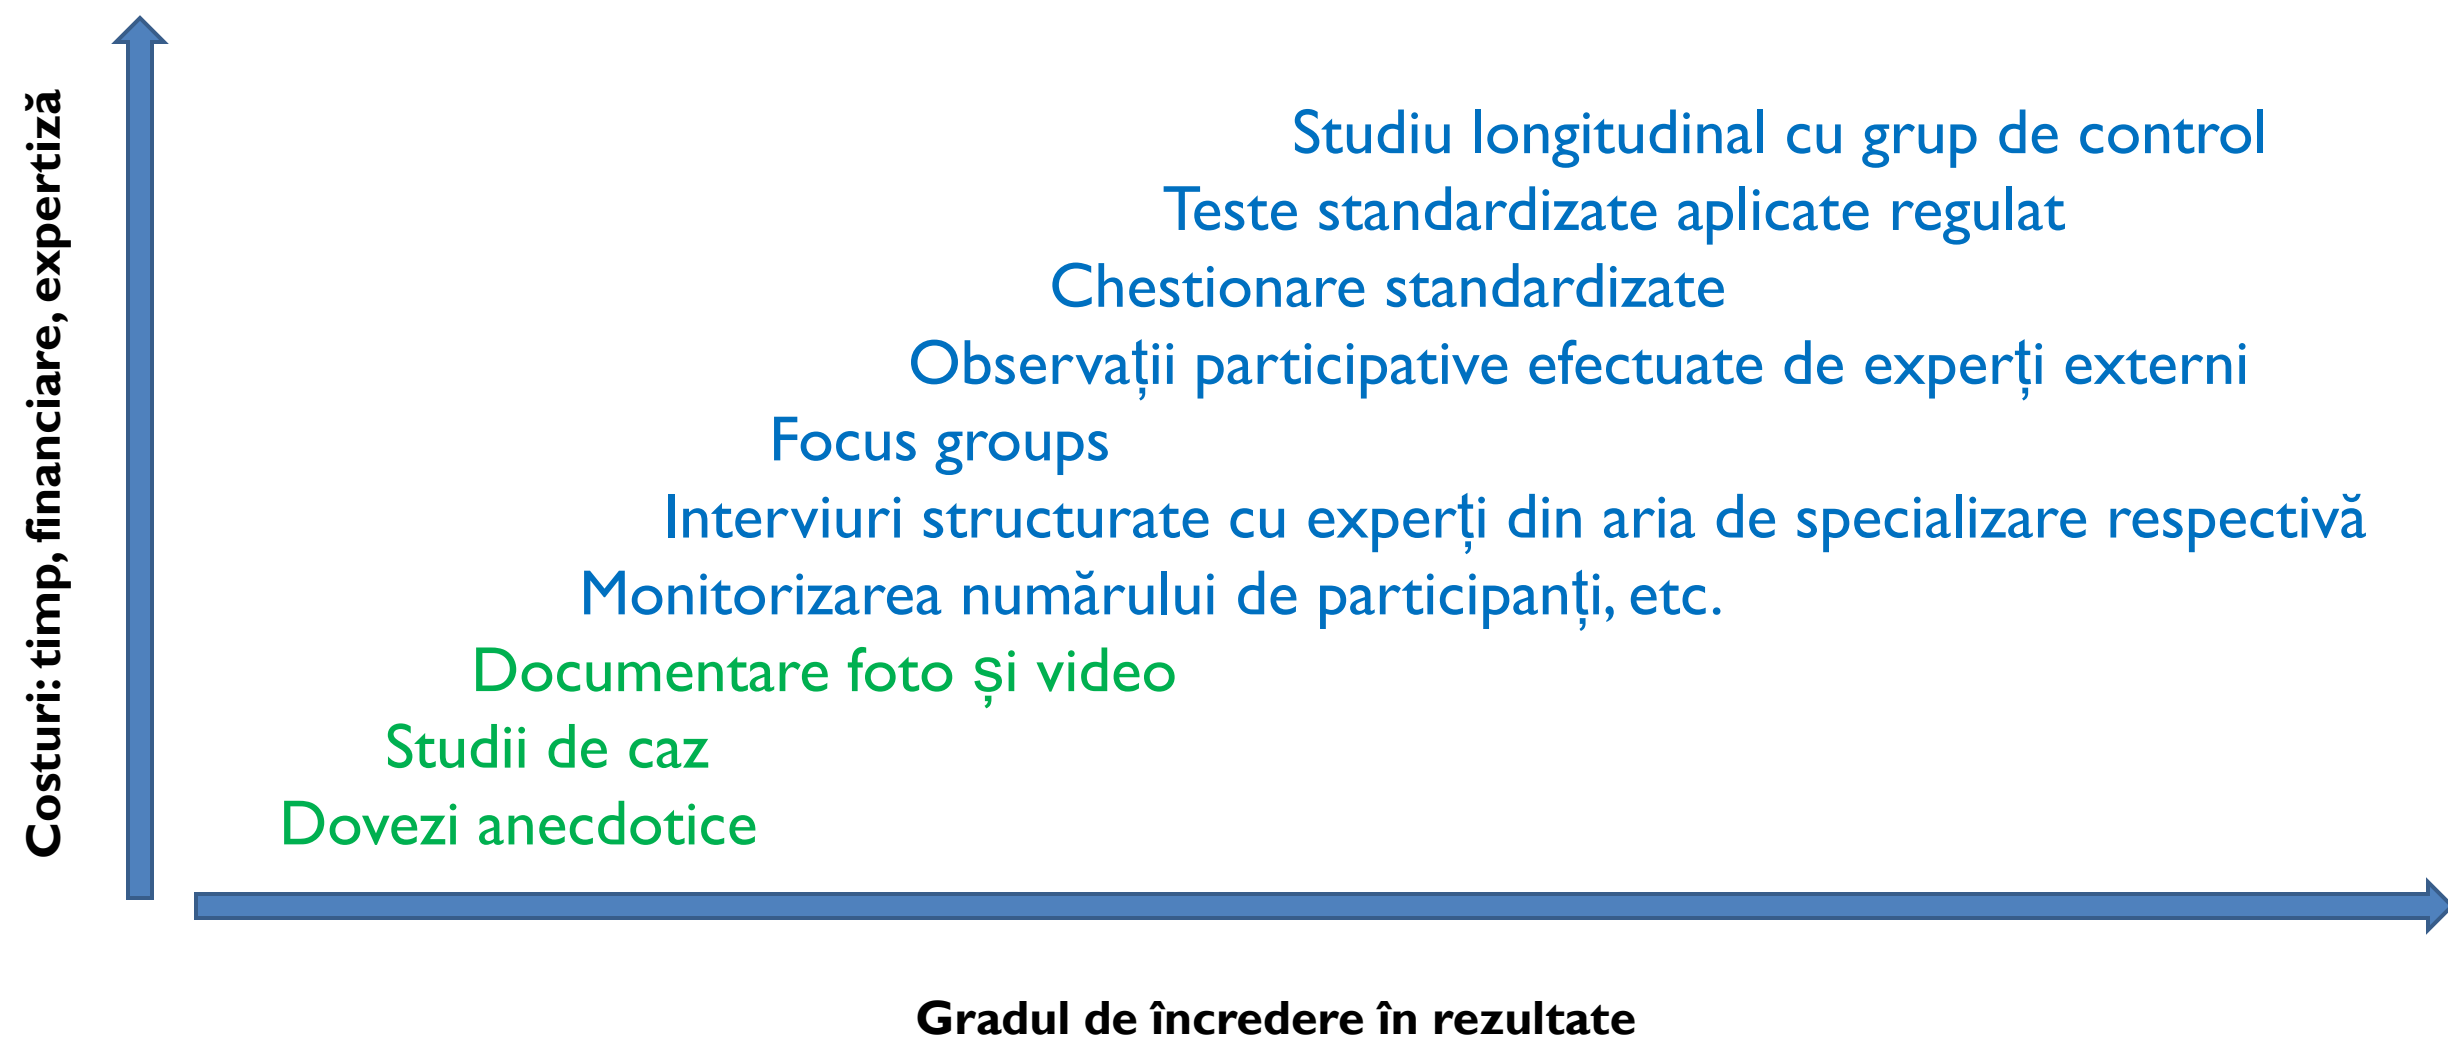 Costuri: timp, financiare, expertiză
Studiu longitudinal cu grup de control
Teste standardizate aplicate regulat
Chestionare standardizate
Observații participative efectuate de experți externi
Focus groups
Interviuri structurate cu experți din aria de specializare respectivă
Monitorizarea numărului de participanți, etc.
Documentare foto și video
Studii de caz
Dovezi anecdotice
Gradul de încredere în rezultate